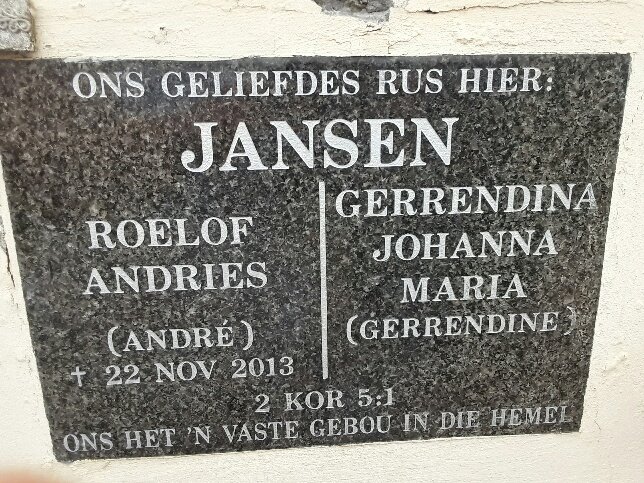 ONS GELIEFDES RUS HIER:
JANSEN
ROELOF
ANDRIES
(ANDRÉ)
† 22 NOV 2013
GERRENDINA
JOHANNA
MARIA
(GERRENDINE)
2 KOR 5:1
ONS HET 'N VASTE GEBOU IN DIE HEMEL